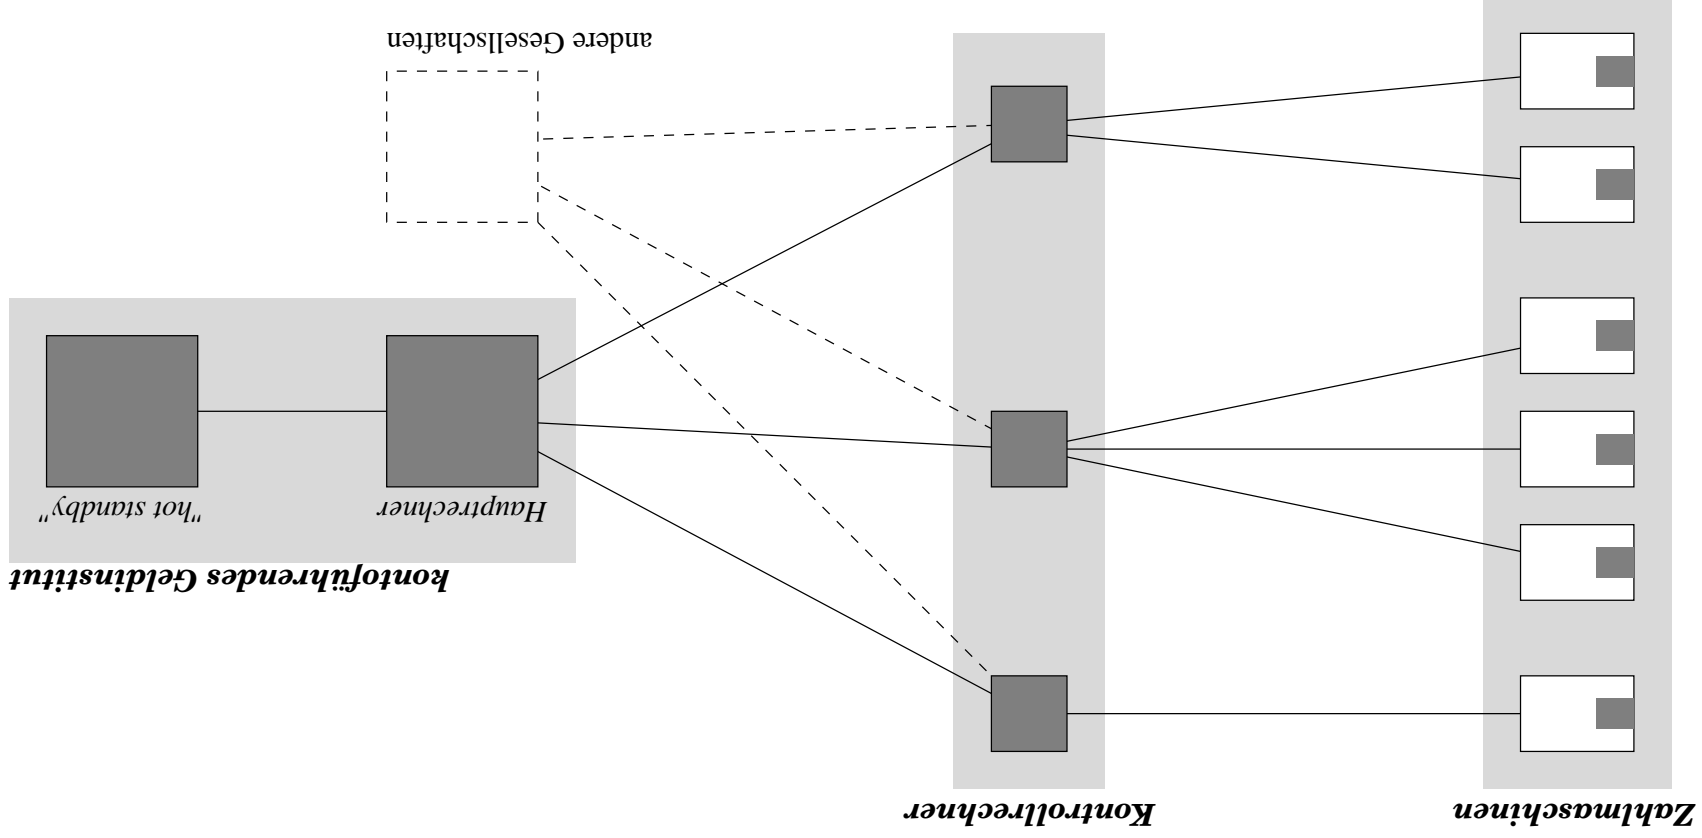 Zahlmaschinen
Kontrollrechner
kontoführendes Geldinstitut
Hauptrechner
"hot standby"
andere Gesellschaften